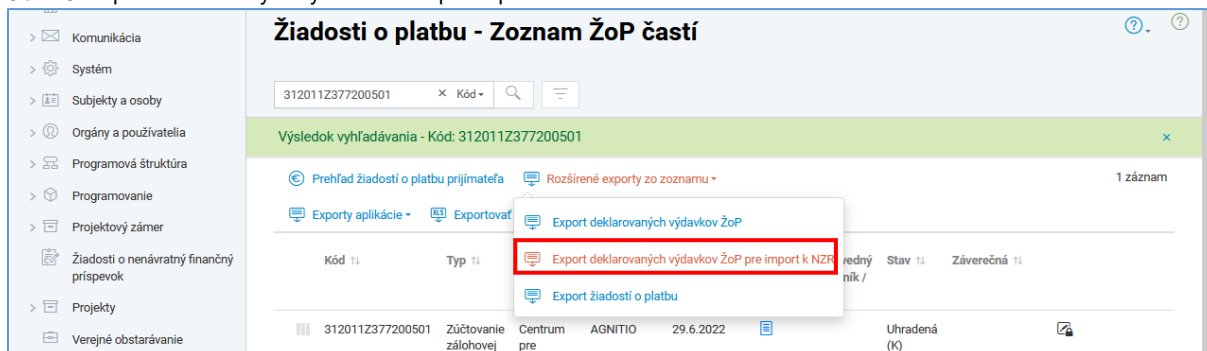 Komunikácia
Systém
Subjekty a osoby
Orgány a používatelia
Programová štruktúra
Programovanie
Projektový zámer
Žiadosti o nenávratný finančný
príspevok
Projekty
Verejné obstarávanie
Žiadosti o platbu - Zoznam ŽoP častí
312011Z377200501 × Kód
Výsledok vyhľadávania - Kód: 312011Z377200501 ×
Prehľad žiadostí o platbu prijímateľa Rozšírené exporty zo zoznamu 1 záznam
Exporty aplikácie XLS Exportovať
Export deklarovaných výdavkov ŽoP
Export deklarovaných výdavkov ŽoP pre import k NZR
Export žiadostí o platbu
Kód Typ Stav Záverečná
312011Z377200501 Zúčtovanie Centrum AGNITIO 29.6.2022 Uhradená
zálohovej pre (K)